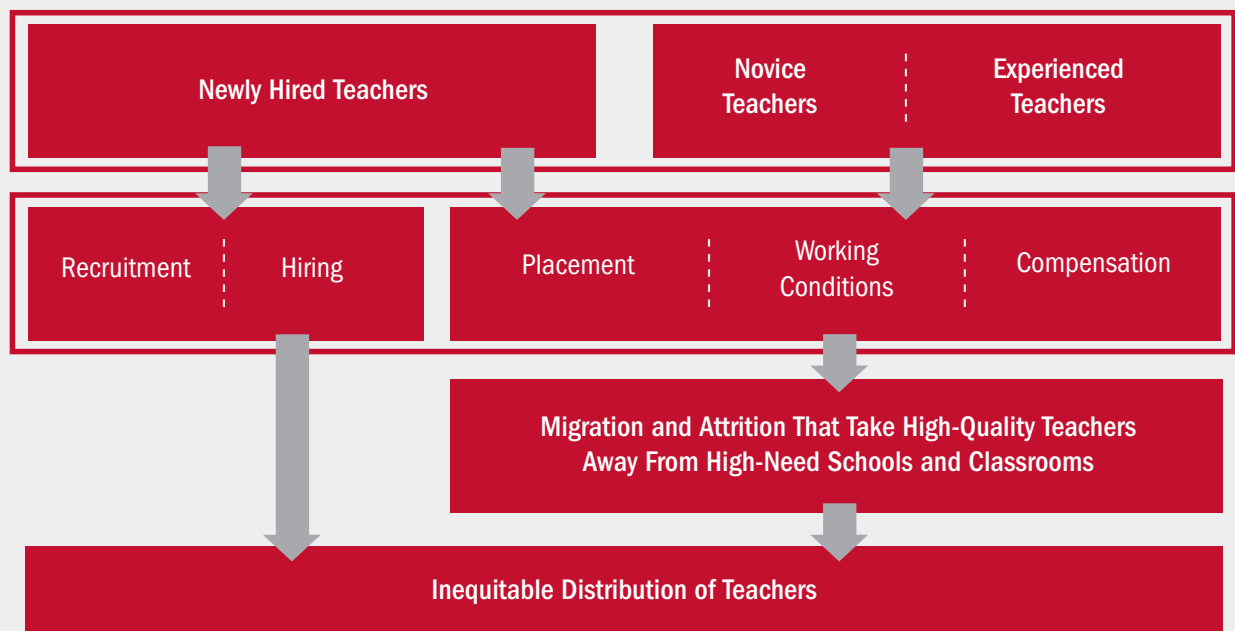 Newly Hired Teachers
Novice
Teachers
Experienced
Teachers
Recruitment
Hiring
Placement
Working
Conditions
Compensation
Migration and Attrition That Take High-Quality Teachers
Away From High-Need Schools and Classrooms
Inequitable Distribution of Teachers